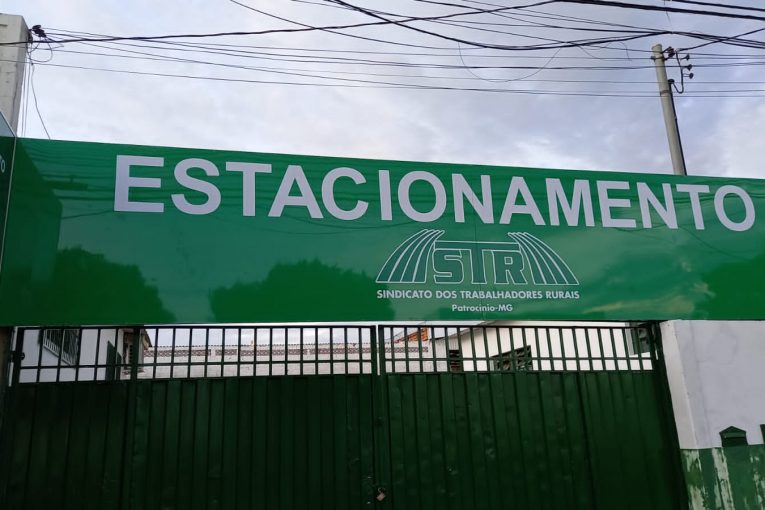 ESTACIONAMENTO
STR
SINDICATO DOS TRABALHADORES RURAIS
Patrocínio-MG